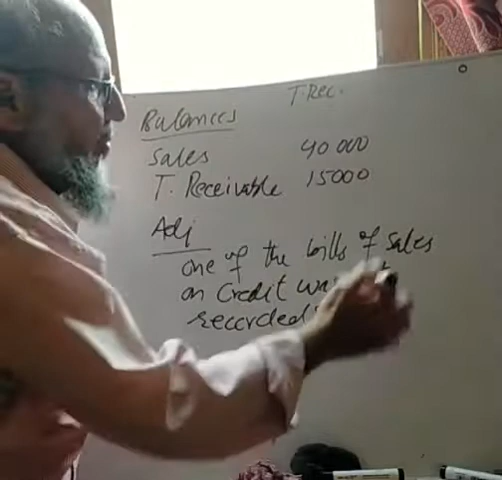 T.Rec.
Balances
Sales 40 000
T. Receivable 15000
Adj
one of the bills of sales
on Credit
recorded